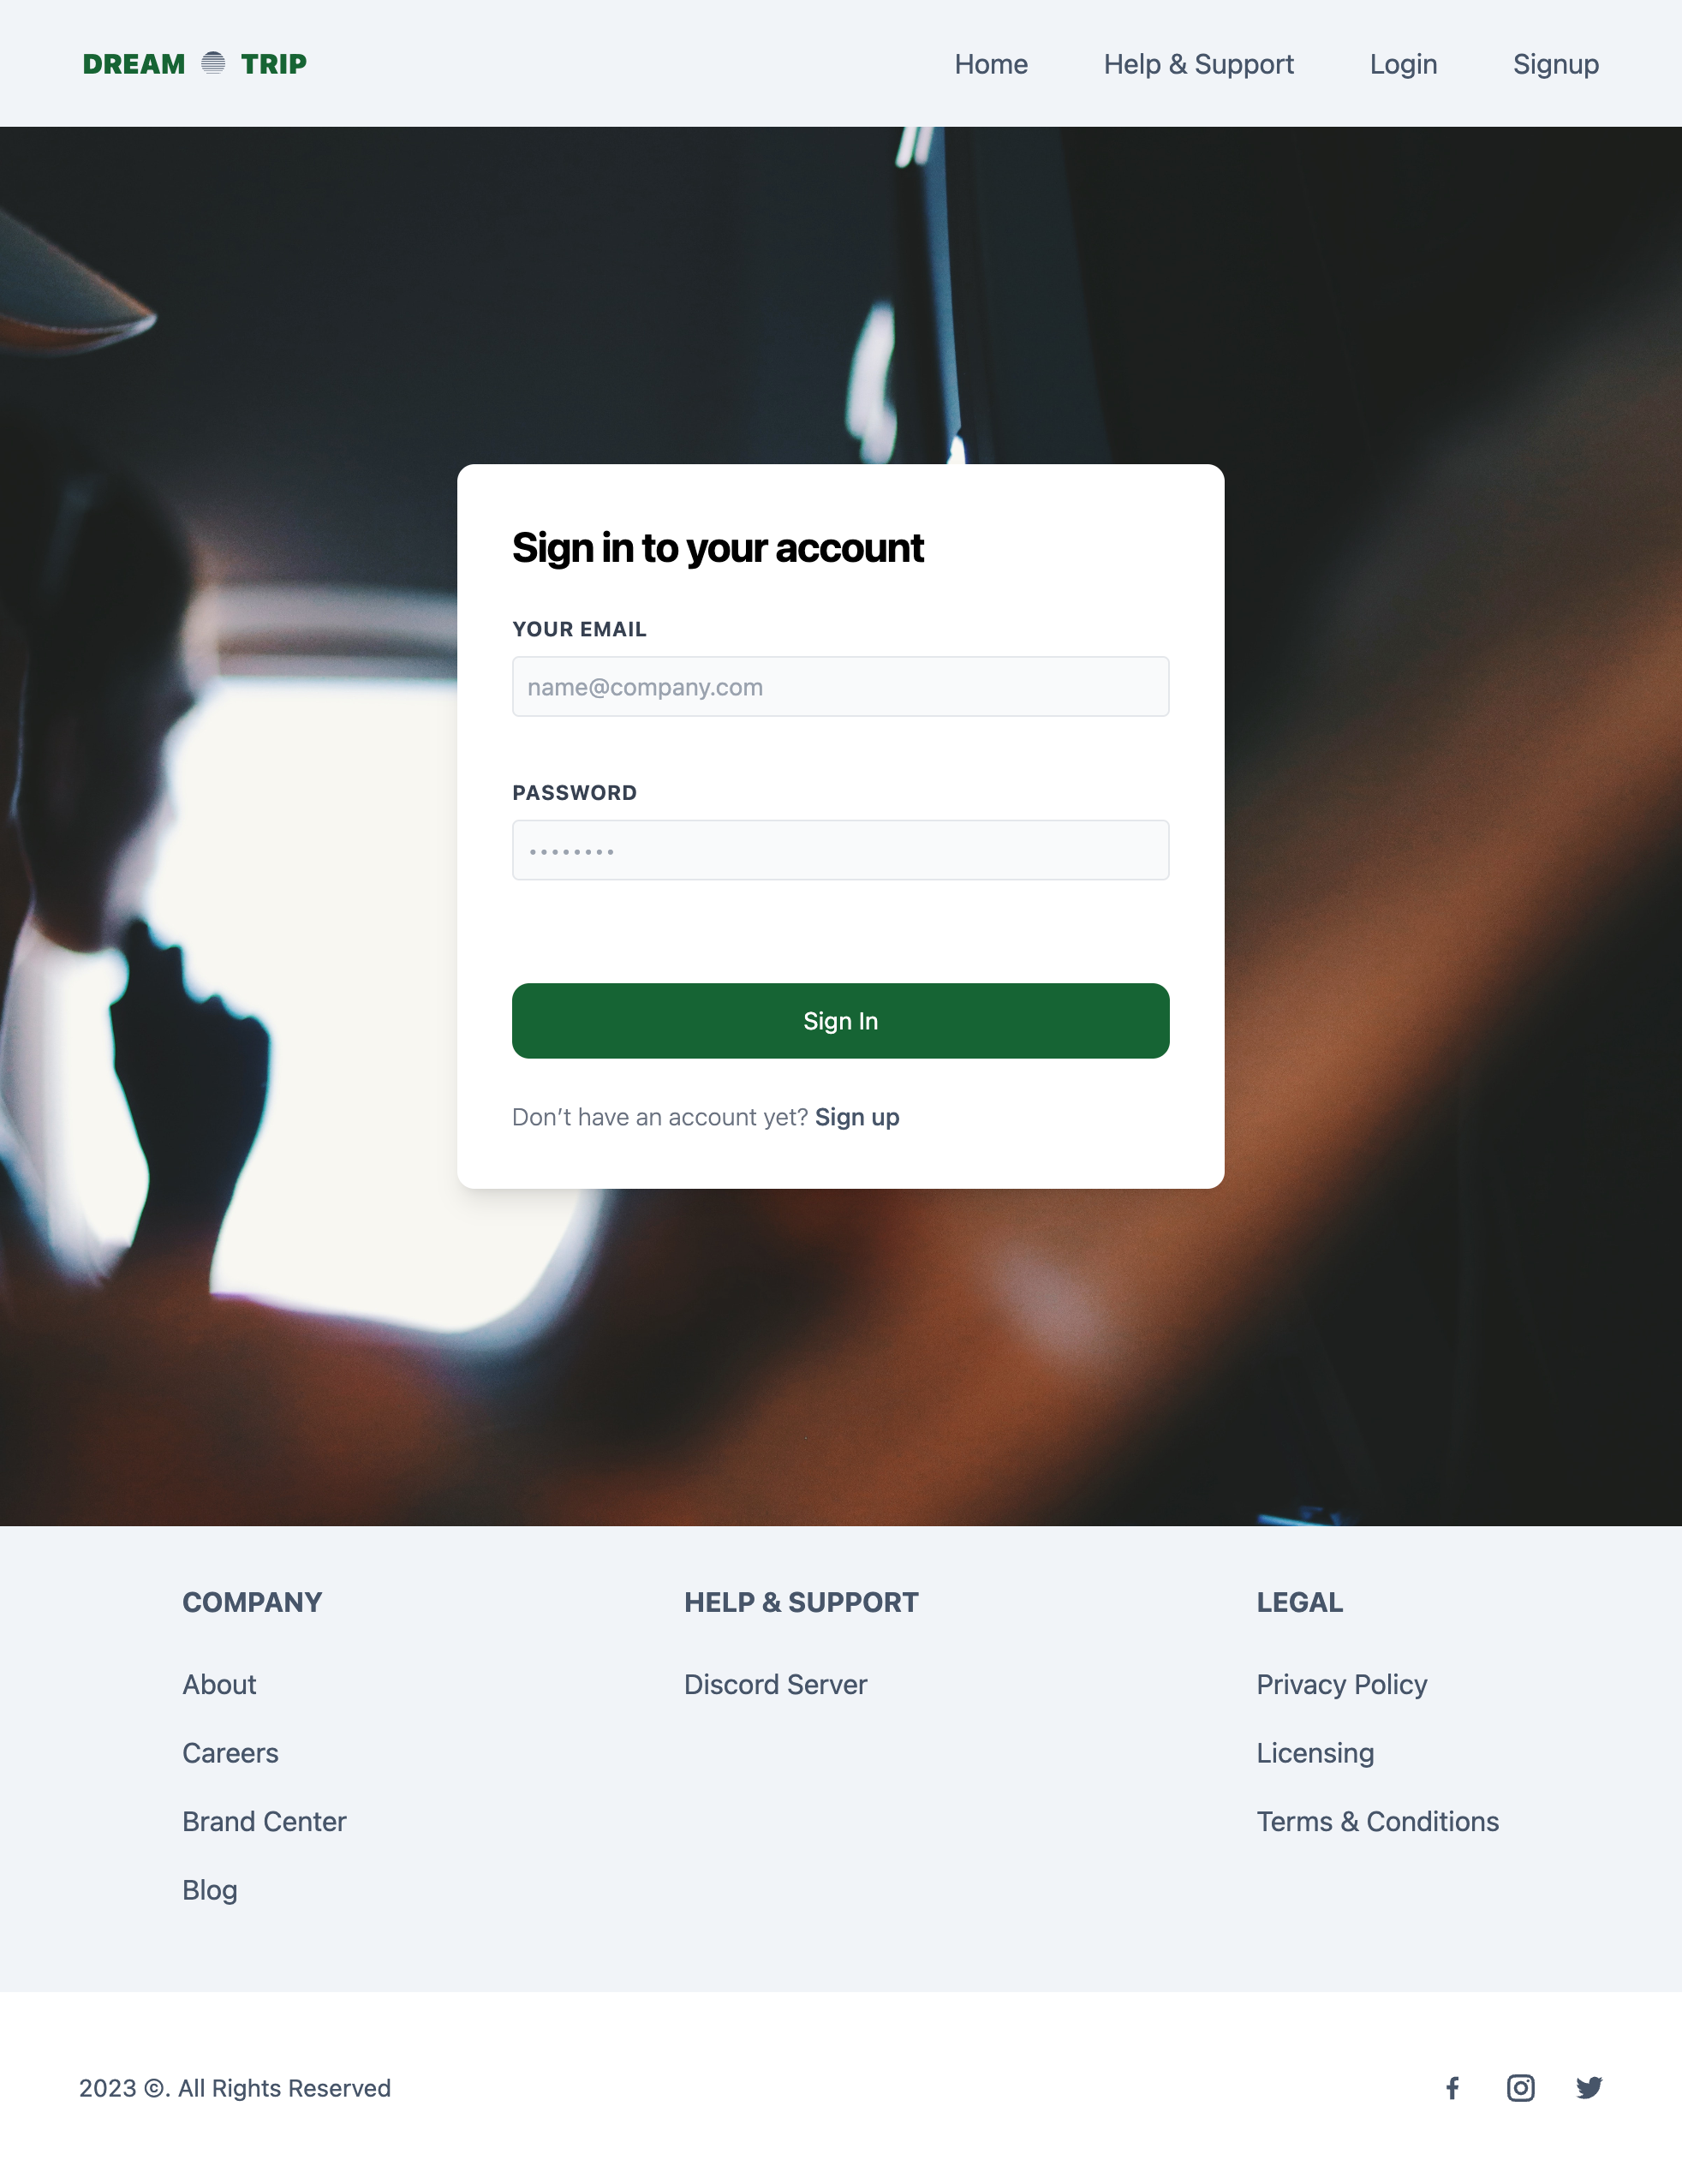 DREAM TRIP
Home
Help & Support
Login
Signup
Sign in to your account
YOUR EMAIL
name@company.com
PASSWORD
••••••••
Sign In
Don’t have an account yet? Sign up
COMPANY
About
Careers
Brand Center
Blog
HELP & SUPPORT
Discord Server
LEGAL
Privacy Policy
Licensing
Terms & Conditions
2023 ©. All Rights Reserved